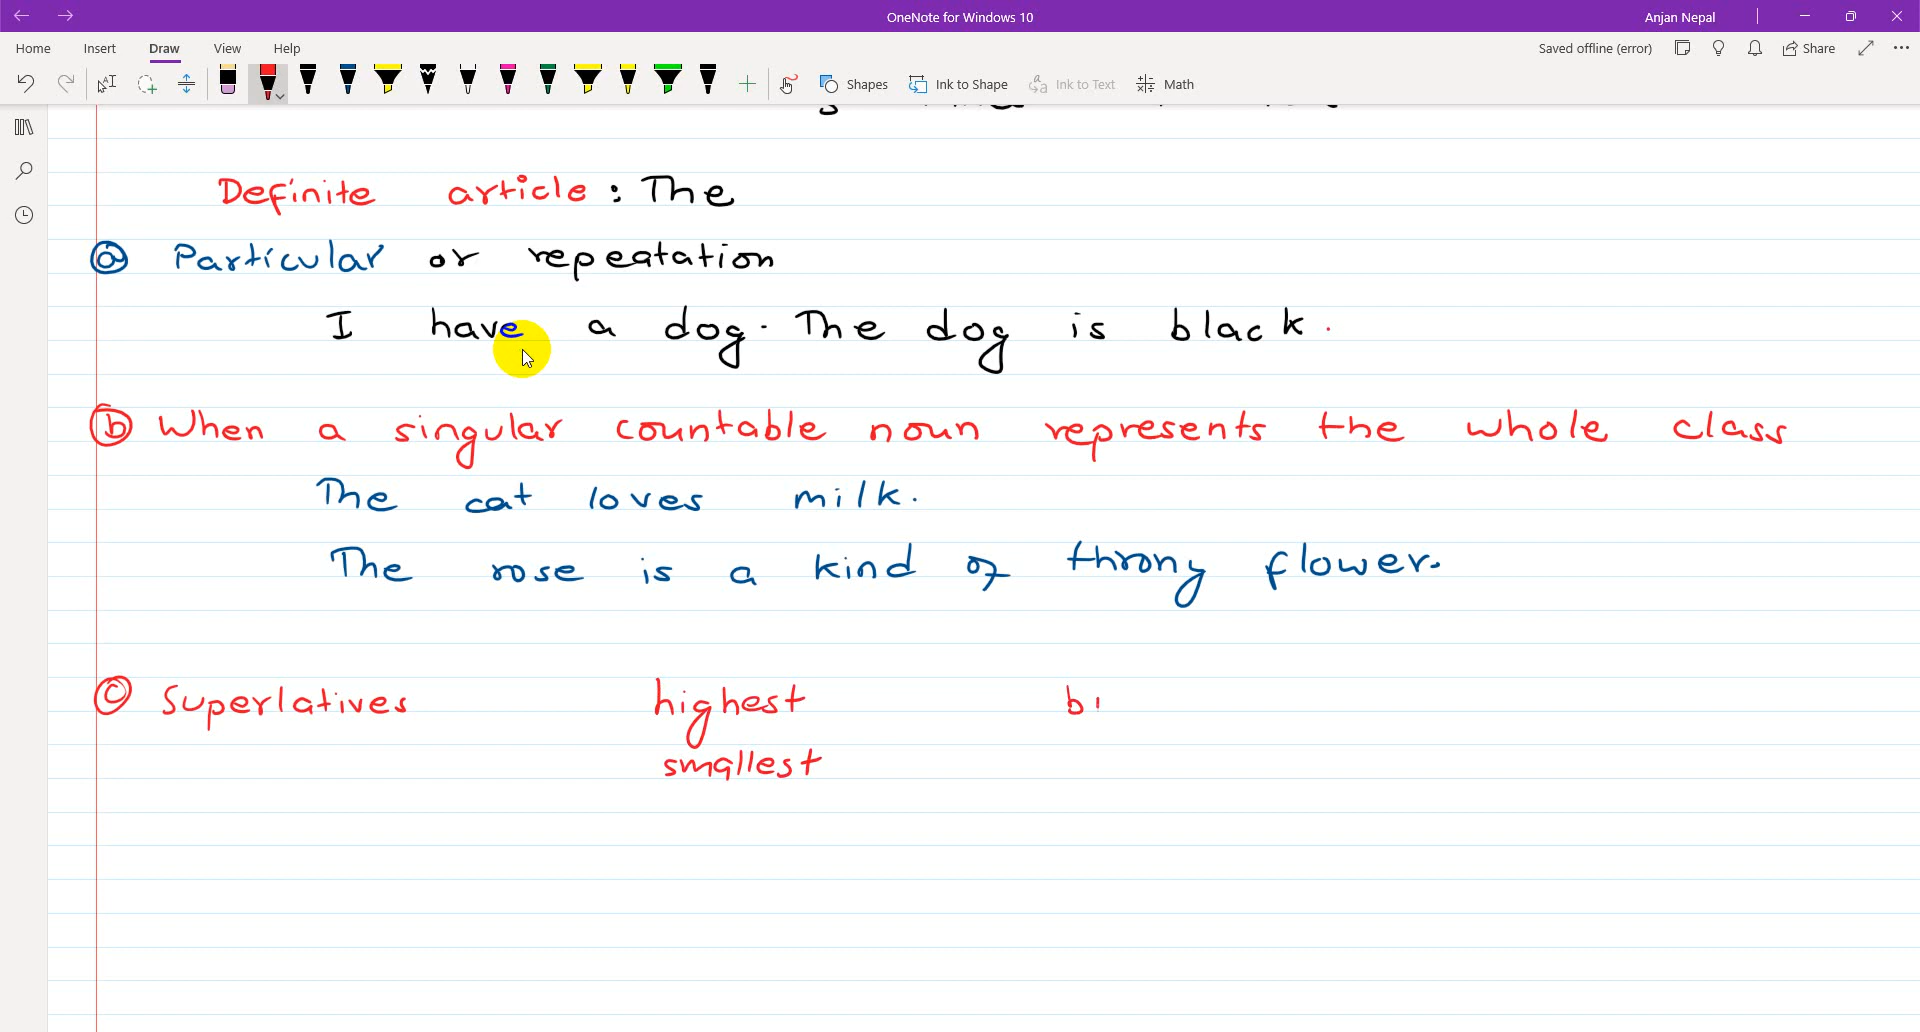 OneNote for Windows 10
Anjan Nepal
Home Insert Draw View Help
Saved offline (error) Share
Shapes Ink to Shape Ink to Text Math
Definite article : The
a Particular or repeatation
I have a dog. The dog is black.
b When a singular countable noun represents the whole class
The cat loves milk.
The rose is a kind of throny flower.
c Superlatives highest bi
smallest